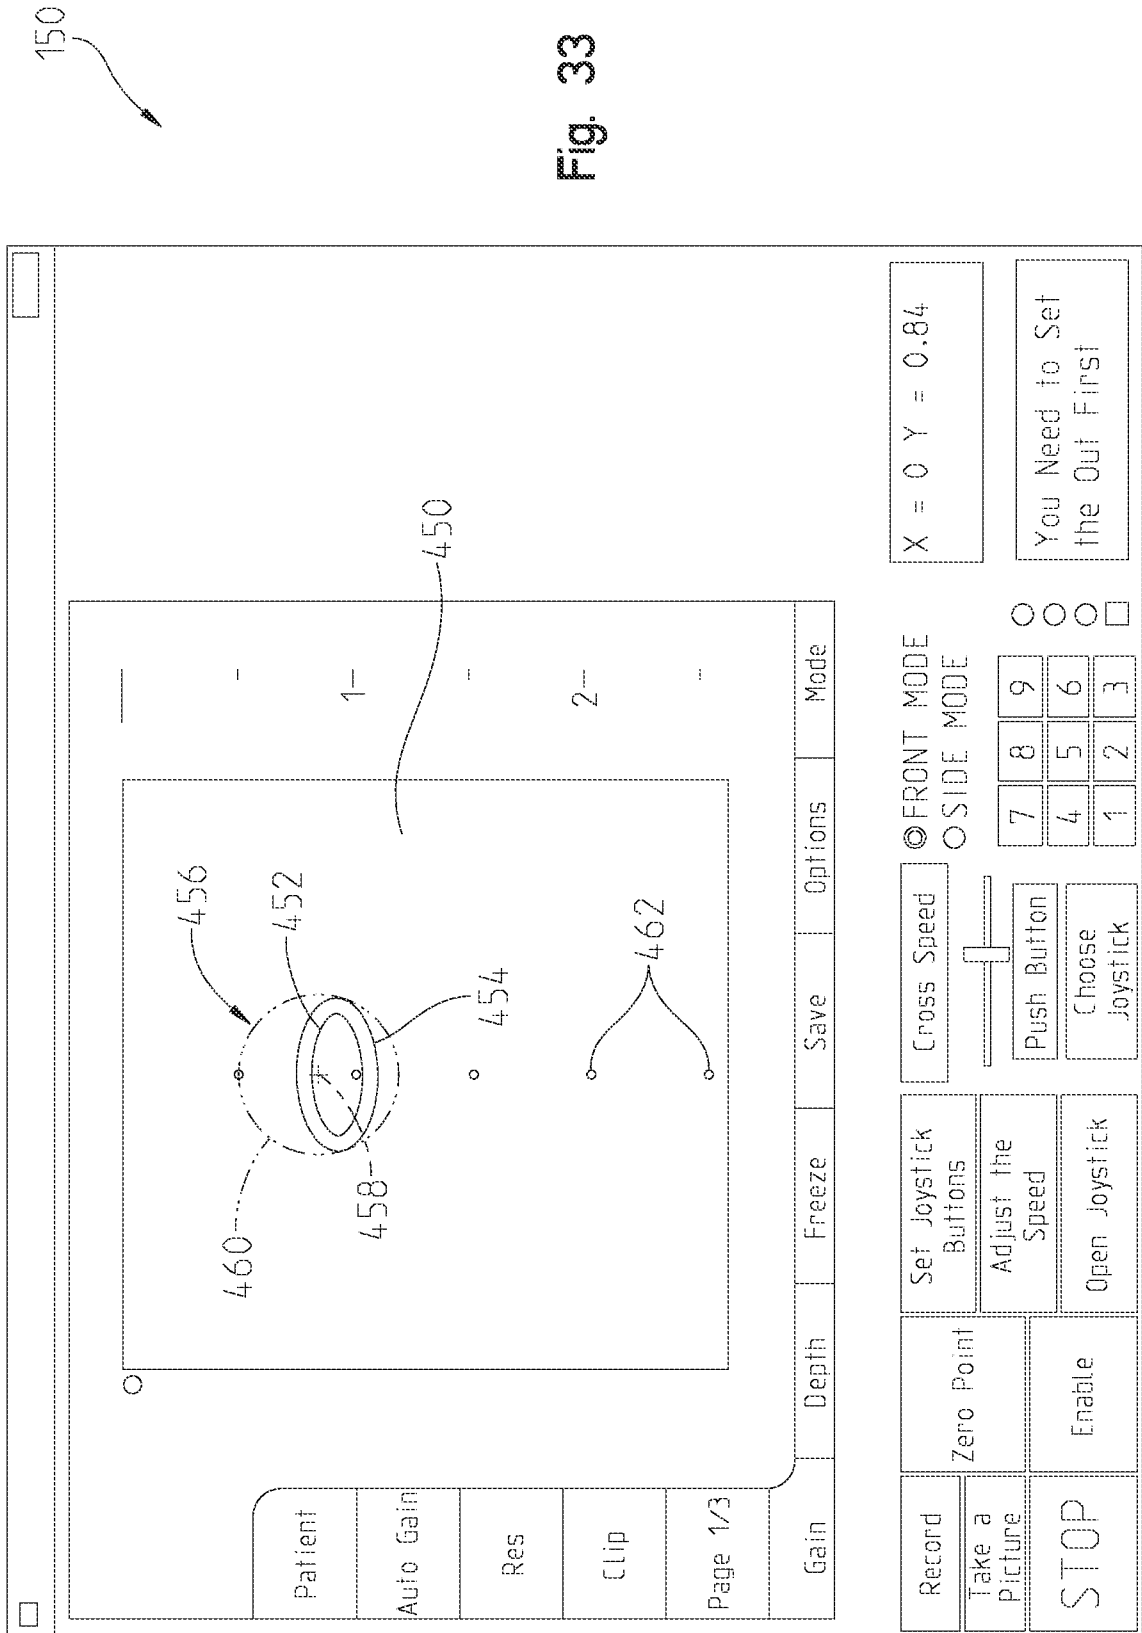 150
Fig. 33
456
452
454
450
460
458
462
1
2
Patient
Auto Gain
Res
Clip
Page 1/3
Gain
Depth
Freeze
Save
Options
Mode
Record
Take a
Picture
STOP
Zero Point
Enable
Set Joystick
Buttons
Adjust the
Speed
Open Joystick
Cross Speed
Push Button
Choose
Joystick
FRONT MODE
SIDE MODE
7 8 9
4 5 6
1 2 3
X = 0 Y = 0.84
You Need to Set
the Out First